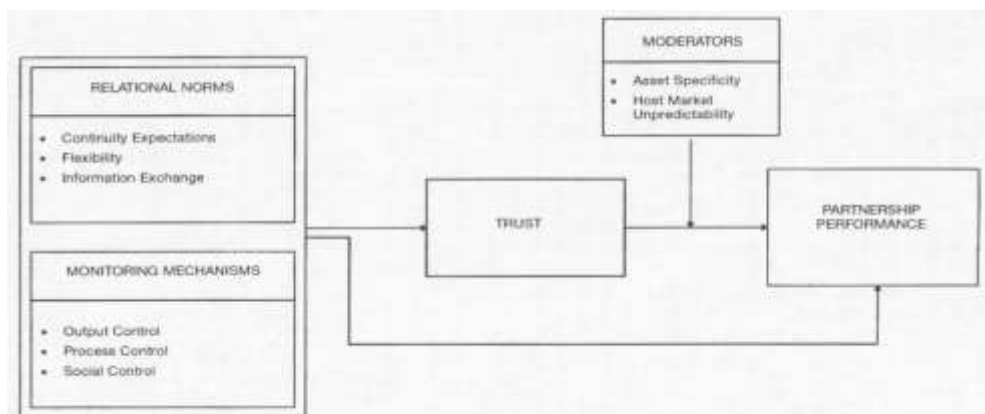 MODERATORS
• Asset Specificity
• Host Market
Unpredictability
RELATIONAL NORMS
• Continuity Expectations
• Flexibility
• Information Exchange
TRUST
PARTNERSHIP
PERFORMANCE
MONITORING MECHANISMS
• Output Control
• Process Control
• Social Control